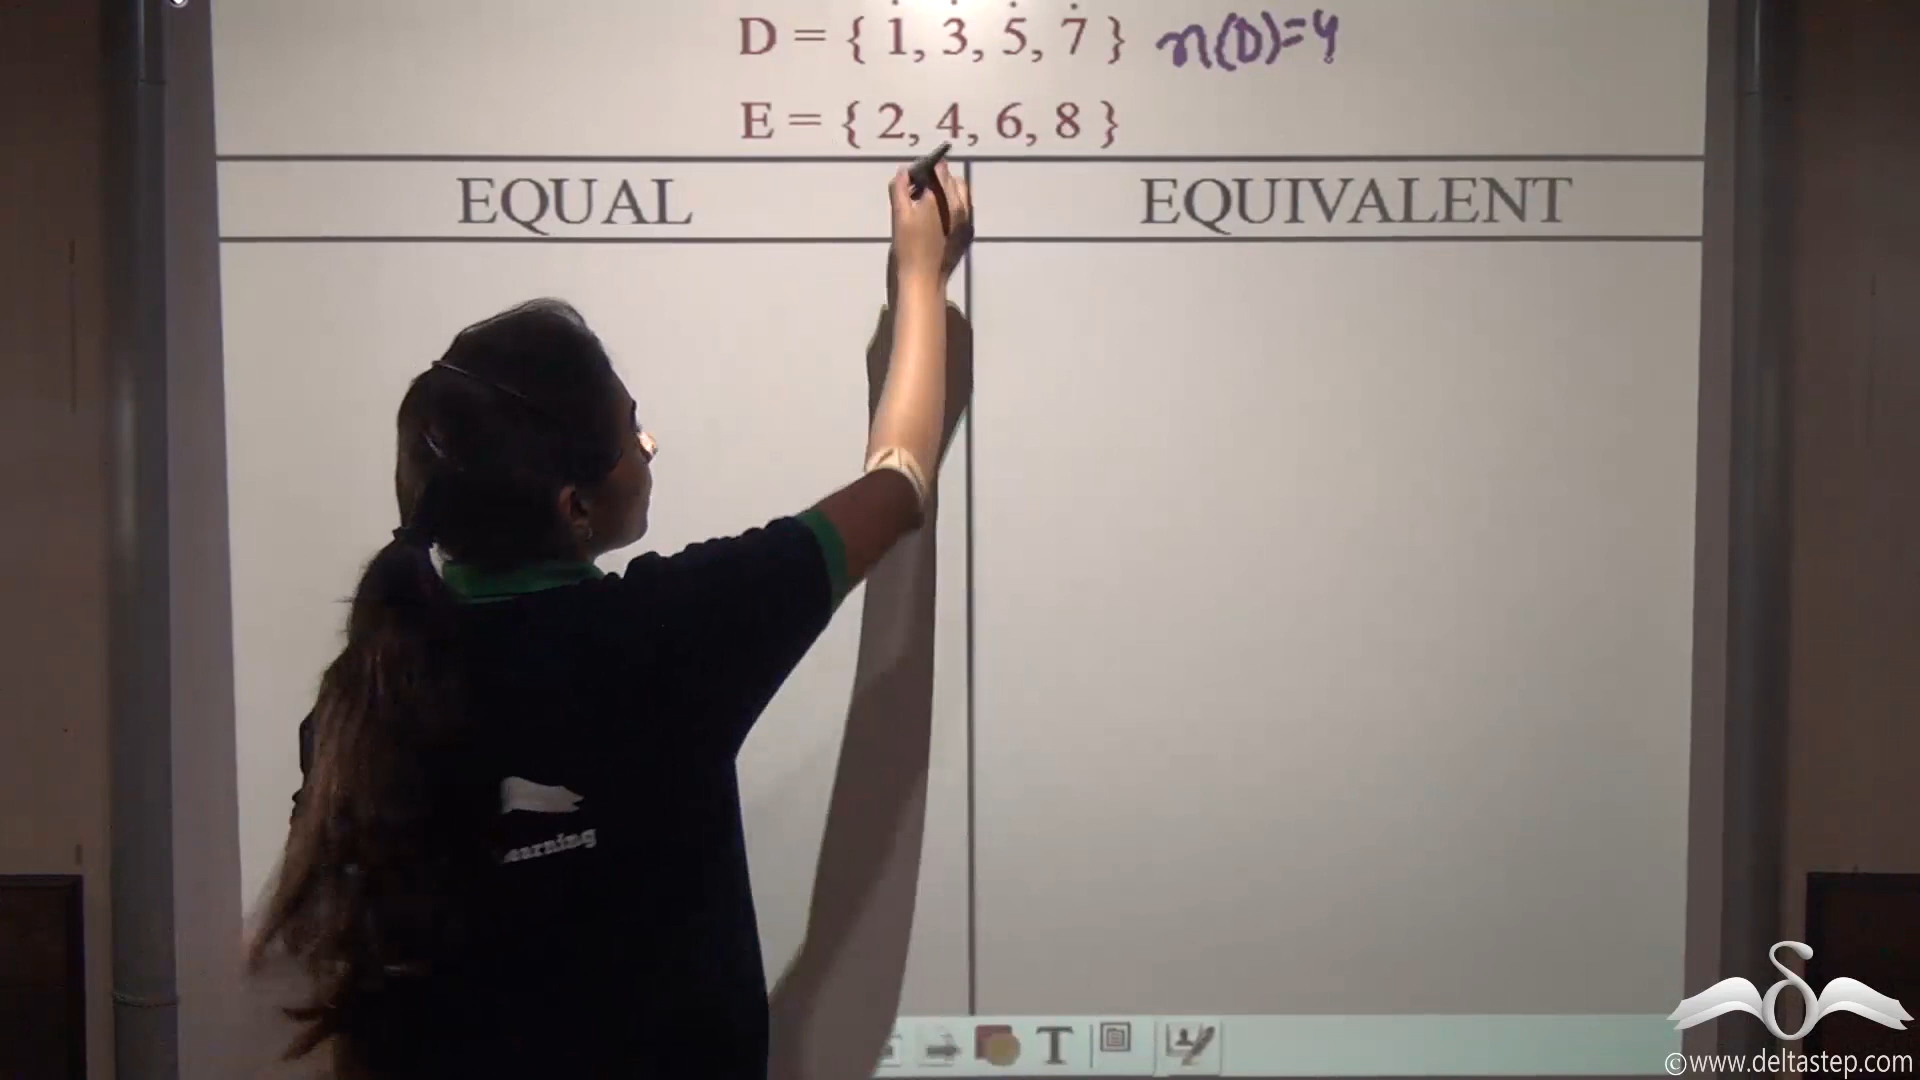 D = { 1, 3, 5, 7 } n(D)=4
E = { 2, 4, 6, 8 }
EQUAL EQUIVALENT
earning
T
©www.deltastep.com